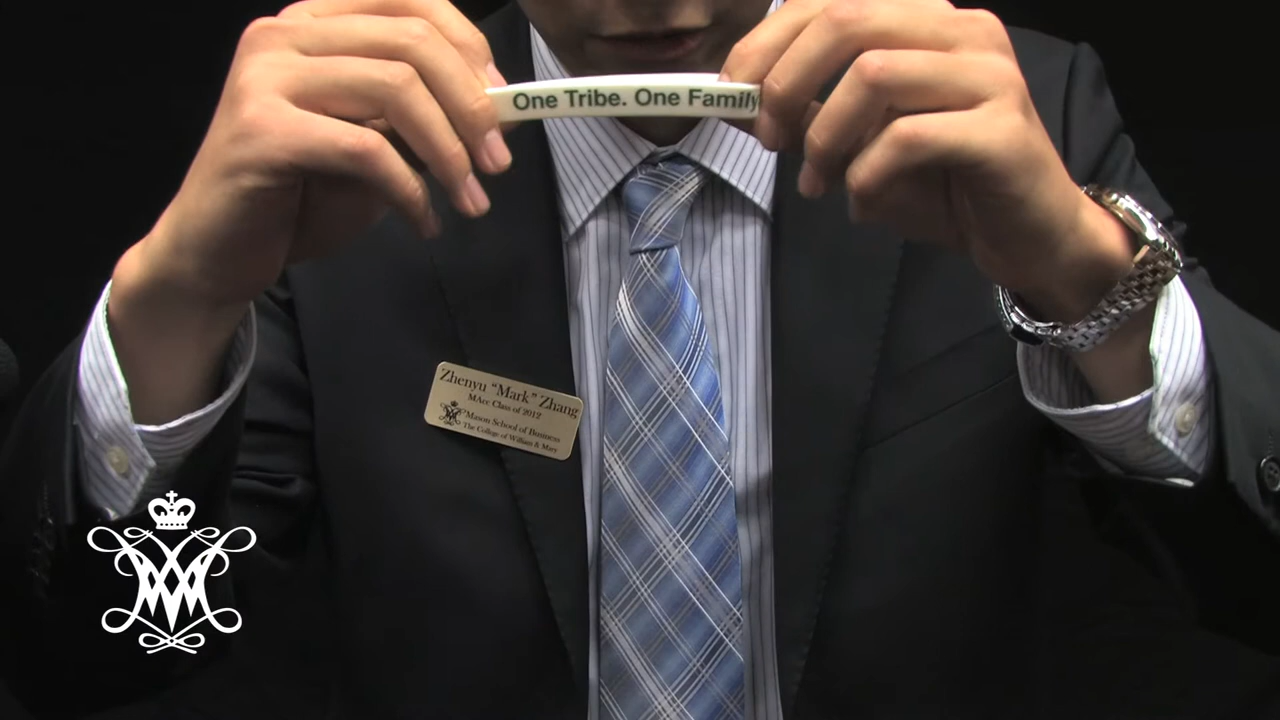 One Tribe. One Family
Zhenyu "Mark" Zhang
MAcc Class of 2012
Mason School of Business
The College of William & Mary